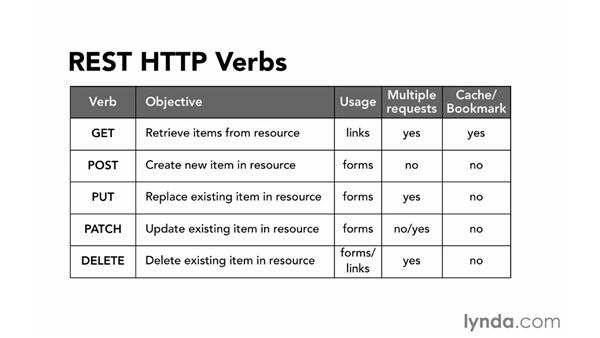 REST HTTP Verbs
Verb Objective Usage Multiple requests Cache/ Bookmark
GET Retrieve items from resource links yes yes
POST Create new item in resource forms no no
PUT Replace existing item in resource forms yes no
PATCH Update existing item in resource forms no/yes no
DELETE Delete existing item in resource forms/ links yes no
lynda.com